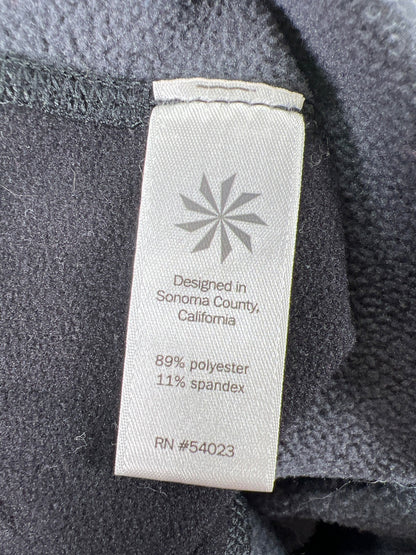 Designed in
Sonoma County,
California
89% polyester
11% spandex
RN #54023